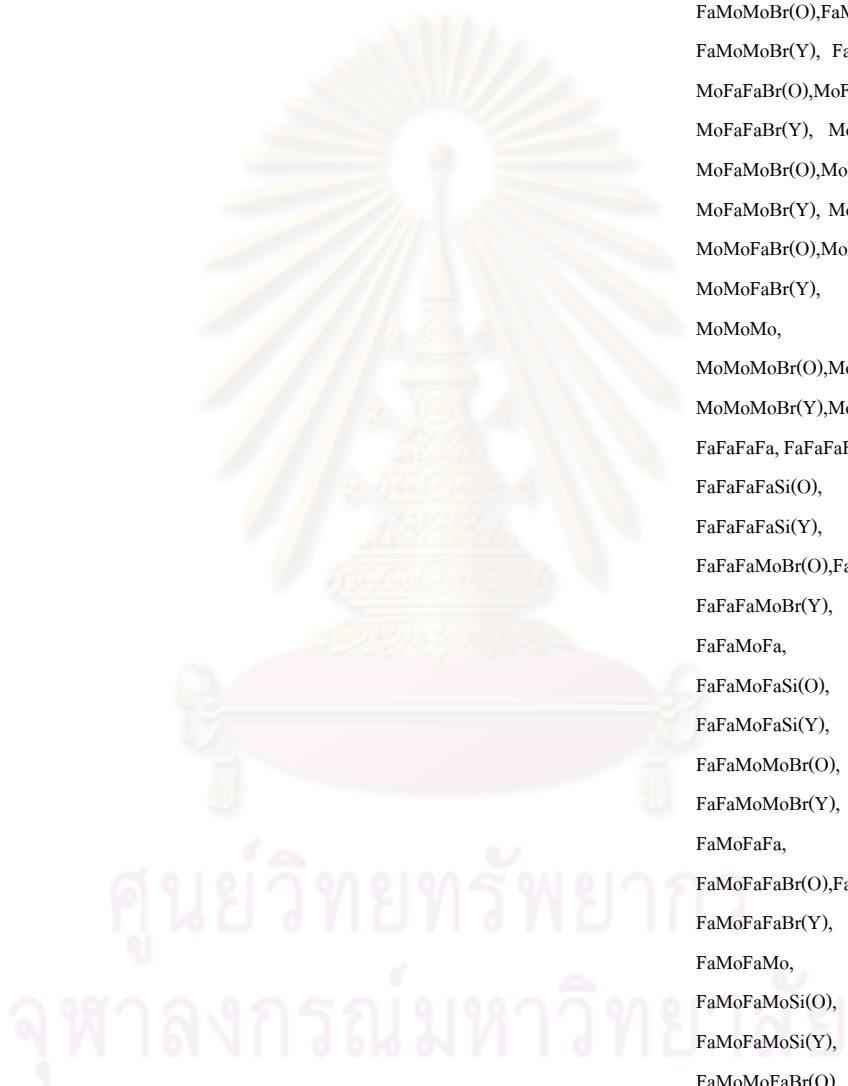 FaMoMoBr(O),FaM
FaMoMoBr(Y), Fa
MoFaFaBr(O),MoF
MoFaFaBr(Y), Mo
MoFaMoBr(O),Mo
MoFaMoBr(Y), Mo
MoMoFaBr(O),Mo
MoMoFaBr(Y),
MoMoMo,
MoMoMoBr(O),Mo
MoMoMoBr(Y),Mo
FaFaFaFa, FaFaFaF
FaFaFaFaSi(O),
FaFaFaFaSi(Y),
FaFaFaMoBr(O),Fa
FaFaFaMoBr(Y),
FaFaMoFa,
FaFaMoFaSi(O),
FaFaMoFaSi(Y),
FaFaMoMoBr(O),
FaFaMoMoBr(Y),
FaMoFaFa,
FaMoFaFaBr(O),Fa
FaMoFaFaBr(Y),
FaMoFaMo,
FaMoFaMoSi(O),
FaMoFaMoSi(Y),
FaMoMoFaBr(O)
ศูนย์วิทยทรัพยากร
จุฬาลงกรณ์มหาวิทยาลัย